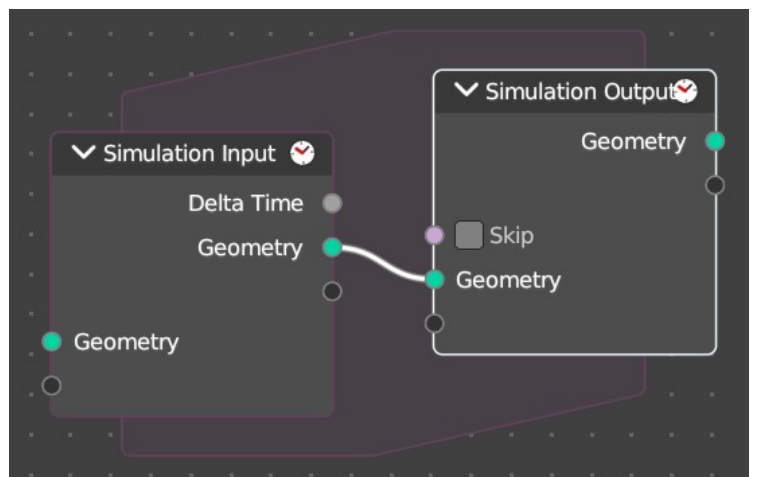 Simulation Input
Delta Time
Geometry
Geometry
Simulation Output
Geometry
Skip
Geometry